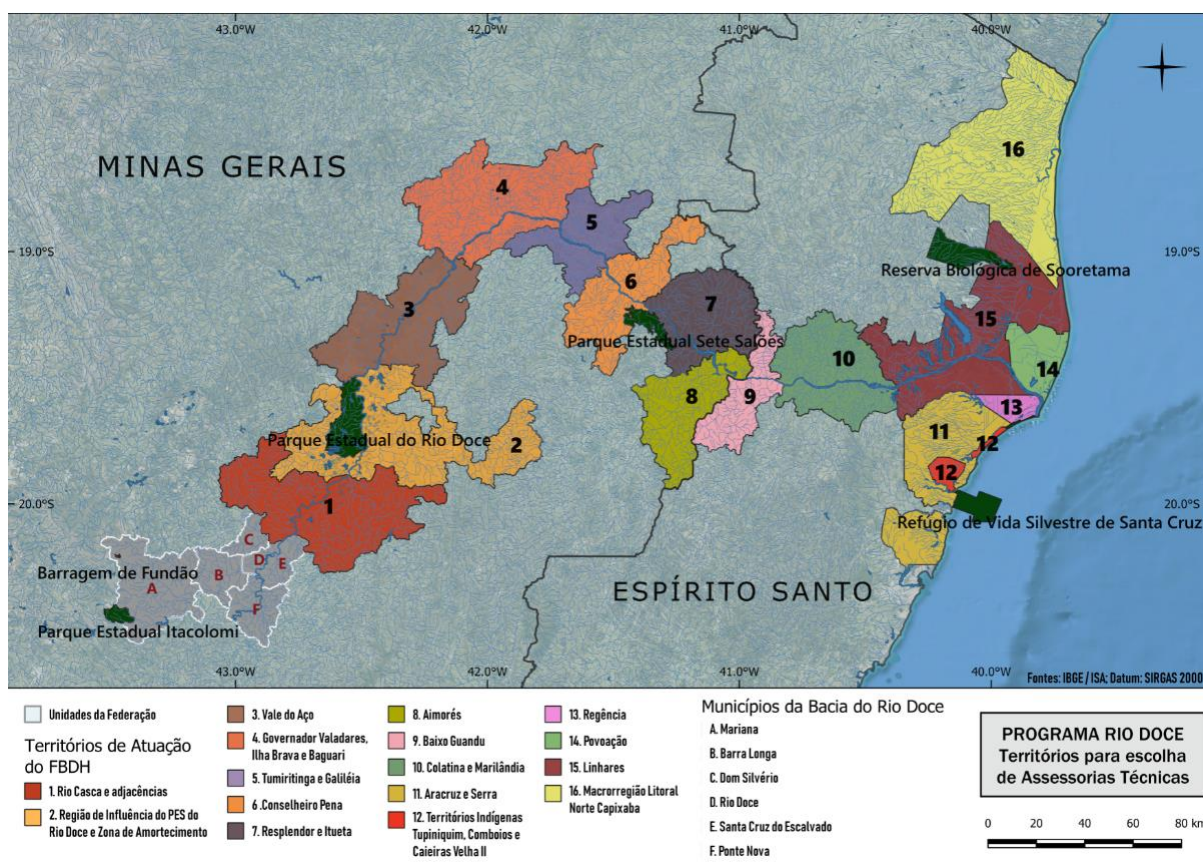 43.0°W
42.0°W
41.0°W
40.0°W
MINAS GERAIS
16
4
5
19.0°S
19.0°S
Reserva Biológica de Sooretama
6
3
7
15
Parque Estadual Sete Salões
10
14
8
9
13
Parque Estadual do Rio Doce
2
11
12
12
20.0°S
1
20.0°S
Refúgio de Vida Silvestre de Santa Cruz
C
D
E
Barragem de Fundão
B
A
ESPÍRITO SANTO
F
Parque Estadual Itacolomi
43.0°W
42.0°W
41.0°W
40.0°W
Fontes: IBGE / ISA; Datum: SIRGAS 2000
Unidades da Federação
Territórios de Atuação
do FBDH
1. Rio Casca e adjacências
2. Região de Influência do PES do
Rio Doce e Zona de Amortecimento
3. Vale do Aço
4. Governador Valadares,
Ilha Brava e Baguari
5. Tumiritinga e Galiléia
6 .Conselheiro Pena
7. Resplendor e Itueta
8. Aimorés
9. Baixo Guandu
10. Colatina e Marilândia
11. Aracruz e Serra
12. Territórios Indígenas
Tupiniquim, Comboios e
Caieiras Velha II
13. Regência
14. Povoação
15. Linhares
16. Macrorregião Litoral
Norte Capixaba
Municípios da Bacia do Rio Doce
A. Mariana
B. Barra Longa
C. Dom Silvério
D. Rio Doce
E. Santa Cruz do Escalvado
F. Ponte Nova
PROGRAMA RIO DOCE
Territórios para escolha
de Assessorias Técnicas
0 20 40 60 80 km